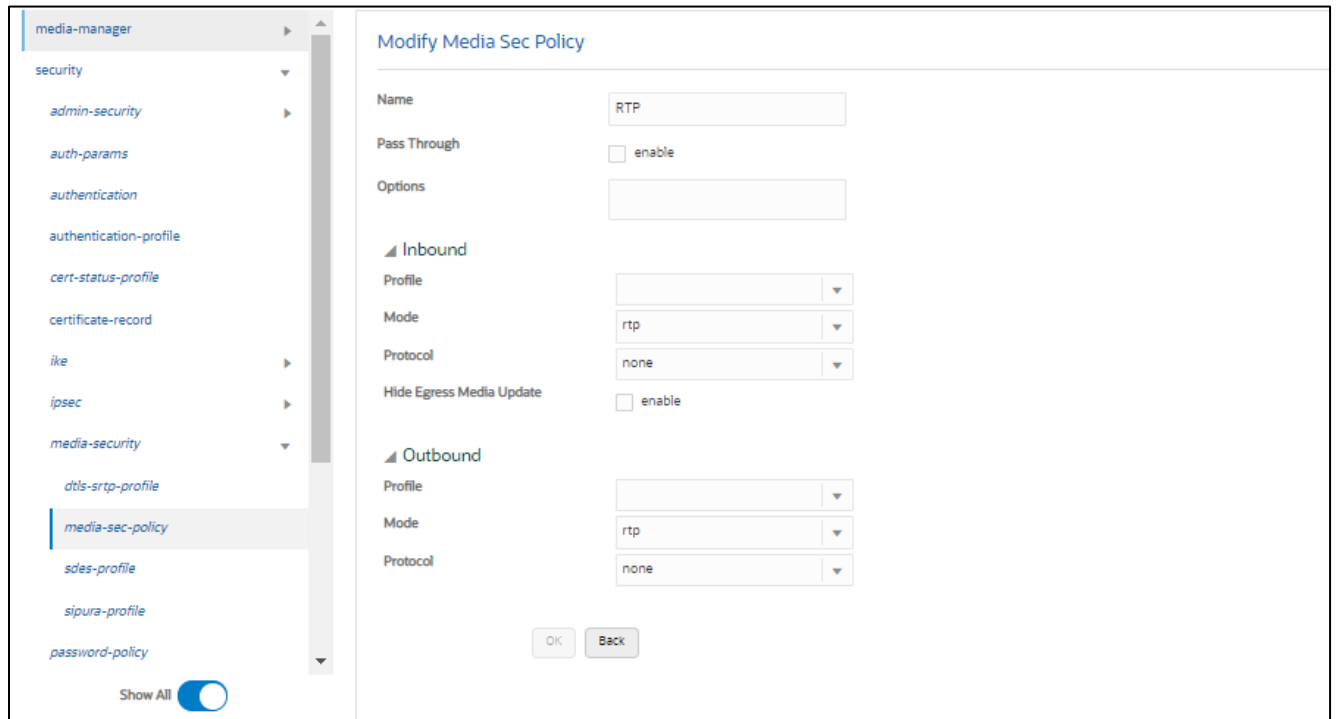 media-manager
security
admin-security
auth-params
authentication
authentication-profile
cert-status-profile
certificate-record
ike
ipsec
media-security
dtls-srtp-profile
media-sec-policy
sdes-profile
sipura-profile
password-policy
Show All
Modify Media Sec Policy
Name RTP
Pass Through enable
Options
Inbound
Profile
Mode rtp
Protocol none
Hide Egress Media Update enable
Outbound
Profile
Mode rtp
Protocol none
OK Back